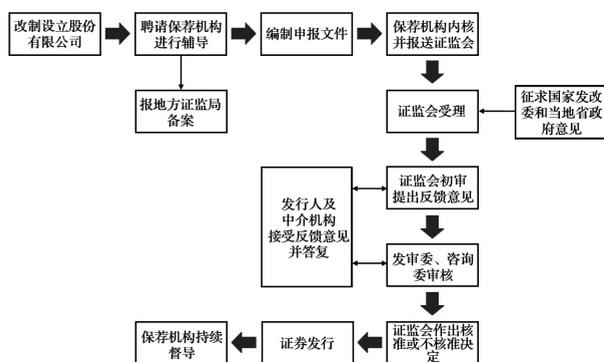 改制设立股份
有限公司
聘请保荐机构
进行辅导
编制申报文件
保荐机构内核
并报送证监会
报地方证监局
备案
证监会受理
征求国家发改
委和当地省政
府意见
证监会初审
提出反馈意见
发行人及
中介机构
接受反馈意见
并答复
发审委、咨询
委审核
保荐机构持续
督导
证券发行
证监会作出核
准或不核准决
定